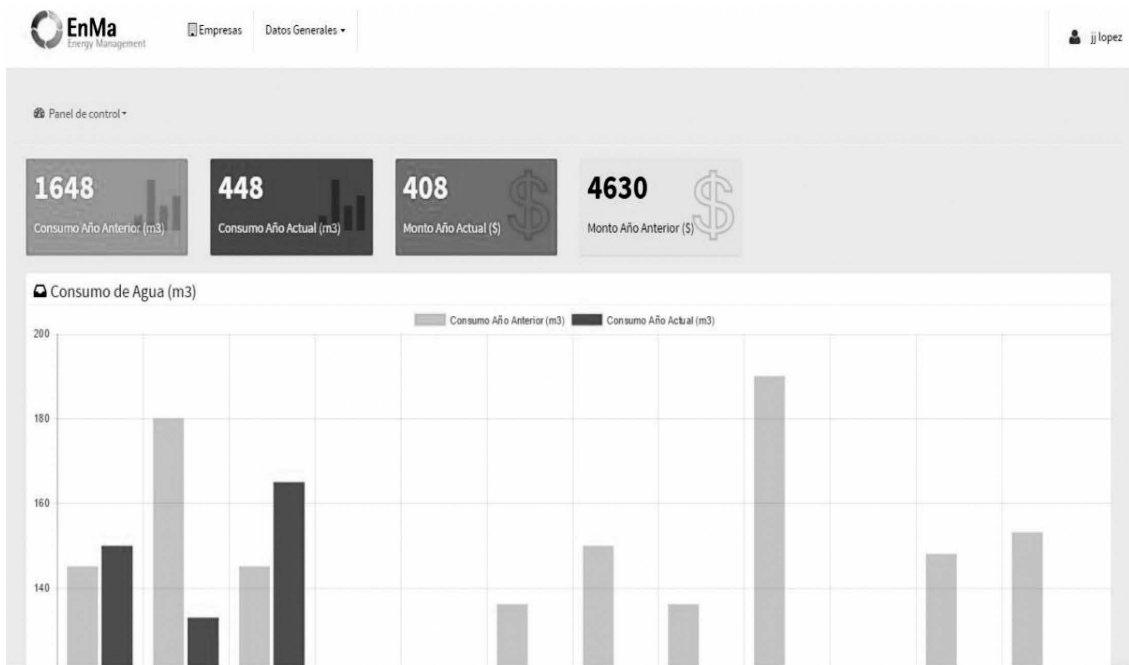 EnMa
Energy Management
Empresas
Datos Generales
jj lopez
Panel de control
1648
Consumo Año Anterior (m3)
448
Consumo Año Actual (m3)
408
Monto Año Actual ($)
4630
Monto Año Anterior ($)
Consumo de Agua (m3)
Consumo Año Anterior (m3)
Consumo Año Actual (m3)
200
180
160
140